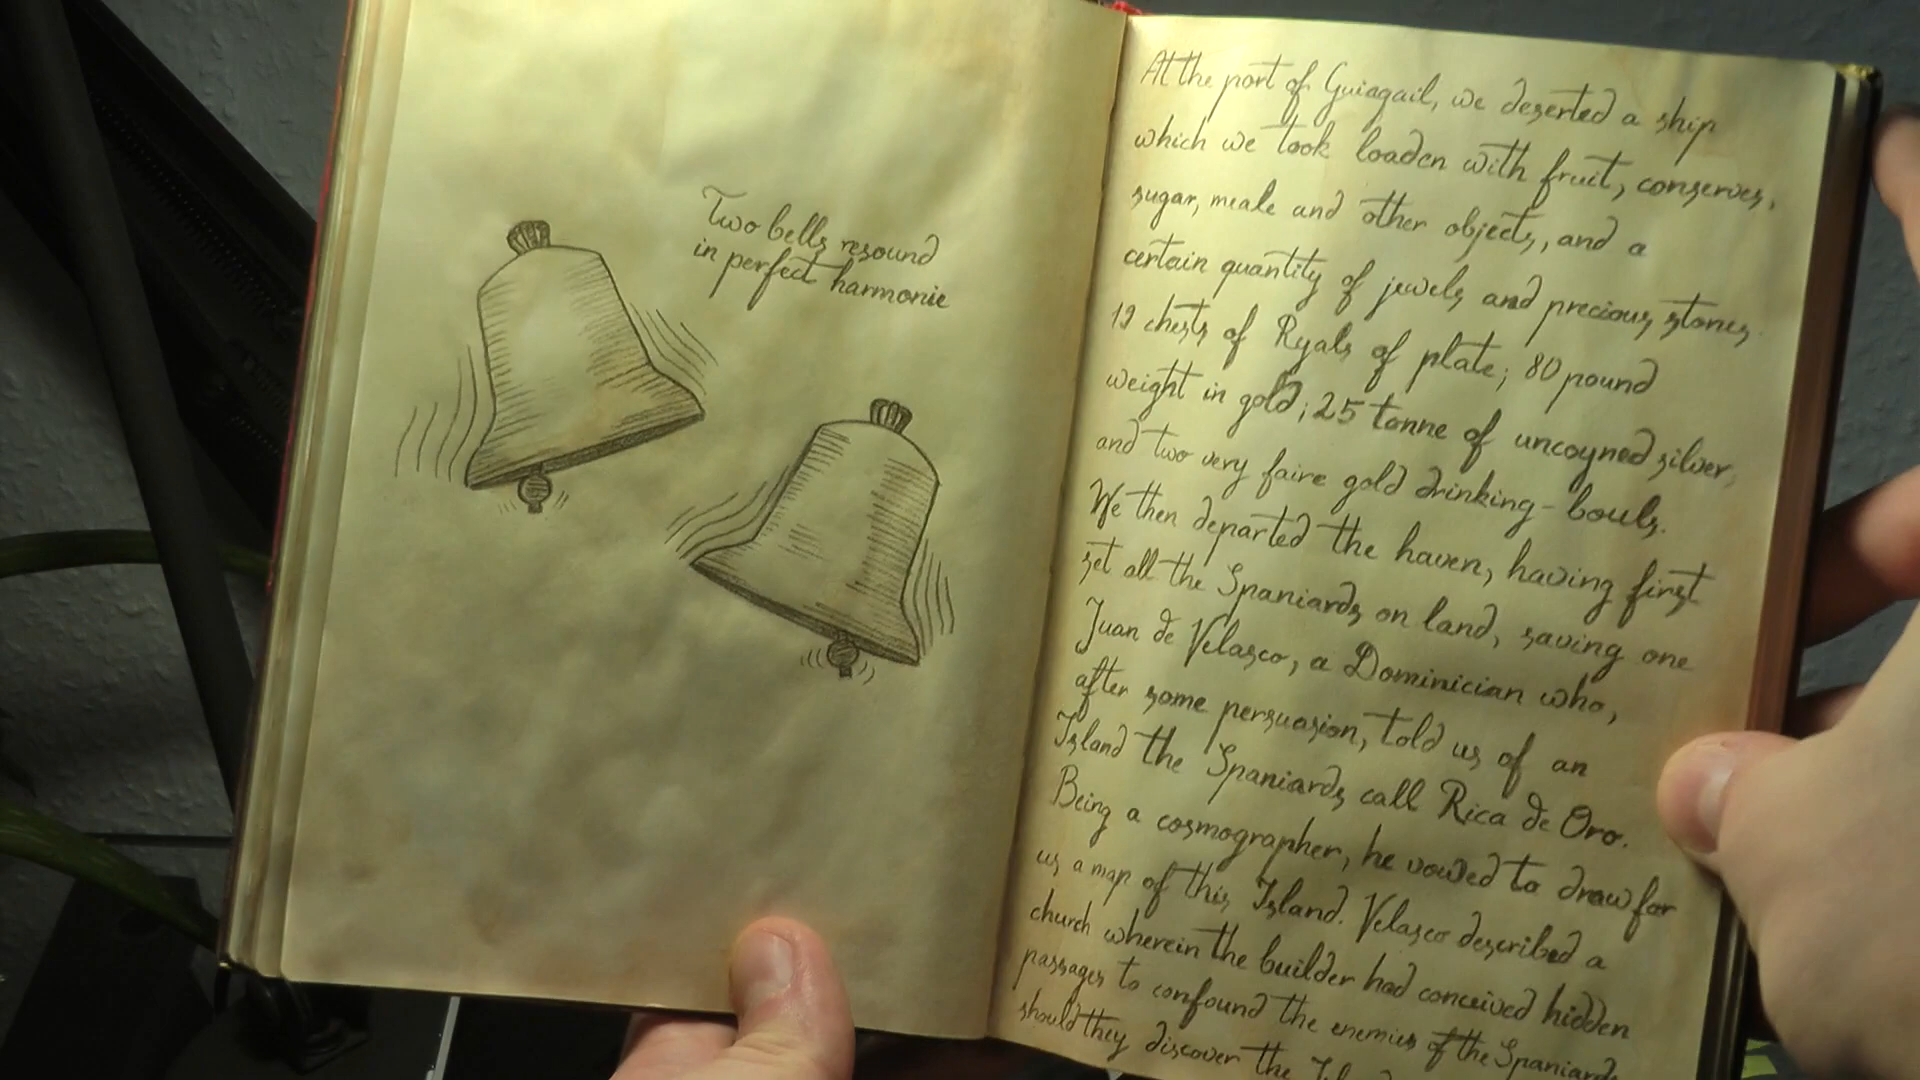 Two bells resound
in perfect harmonie
At the port of Guiagail, we deserted a ship
which we took loaden with fruit, conserves,
sugar, meale and other objects, and a
certain quantity of jewels and precious stones
19 chests of Ryals of plate; 80 pound
weight in gold; 25 tonne of uncoyned silver,
and two very faire gold drinking-bouls.
We then departed the haven, having first
set all the Spaniards on land, saving one
Juan de Velasco, a Dominician who,
after some persuasion, told us of an
Island the Spaniards call Rica de Oro.
Being a cosmographer, he vowed to draw for
us a map of this Island. Velasco described a
church wherein the builder had conceived hidden
passages to confound the enemies of the Spaniards
should they discover the